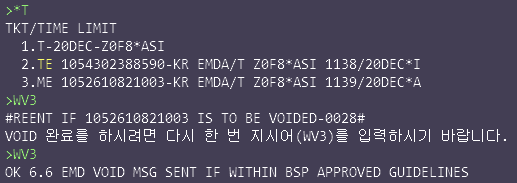 >*T
TKT/TIME LIMIT
1.T-20DEC-Z0F8*ASI
2.TE 1054302388590-KR EMDA/T Z0F8*ASI 1138/20DEC*I
3.ME 1052610821003-KR EMDA/T Z0F8*ASI 1139/20DEC*A
>WV3
#REENT IF 1052610821003 IS TO BE VOIDED-0028#
VOID 완료를 하시려면 다시 한 번 지시어(WV3)를 입력하시기 바랍니다.
>WV3
OK 6.6 EMD VOID MSG SENT IF WITHIN BSP APPROVED GUIDELINES